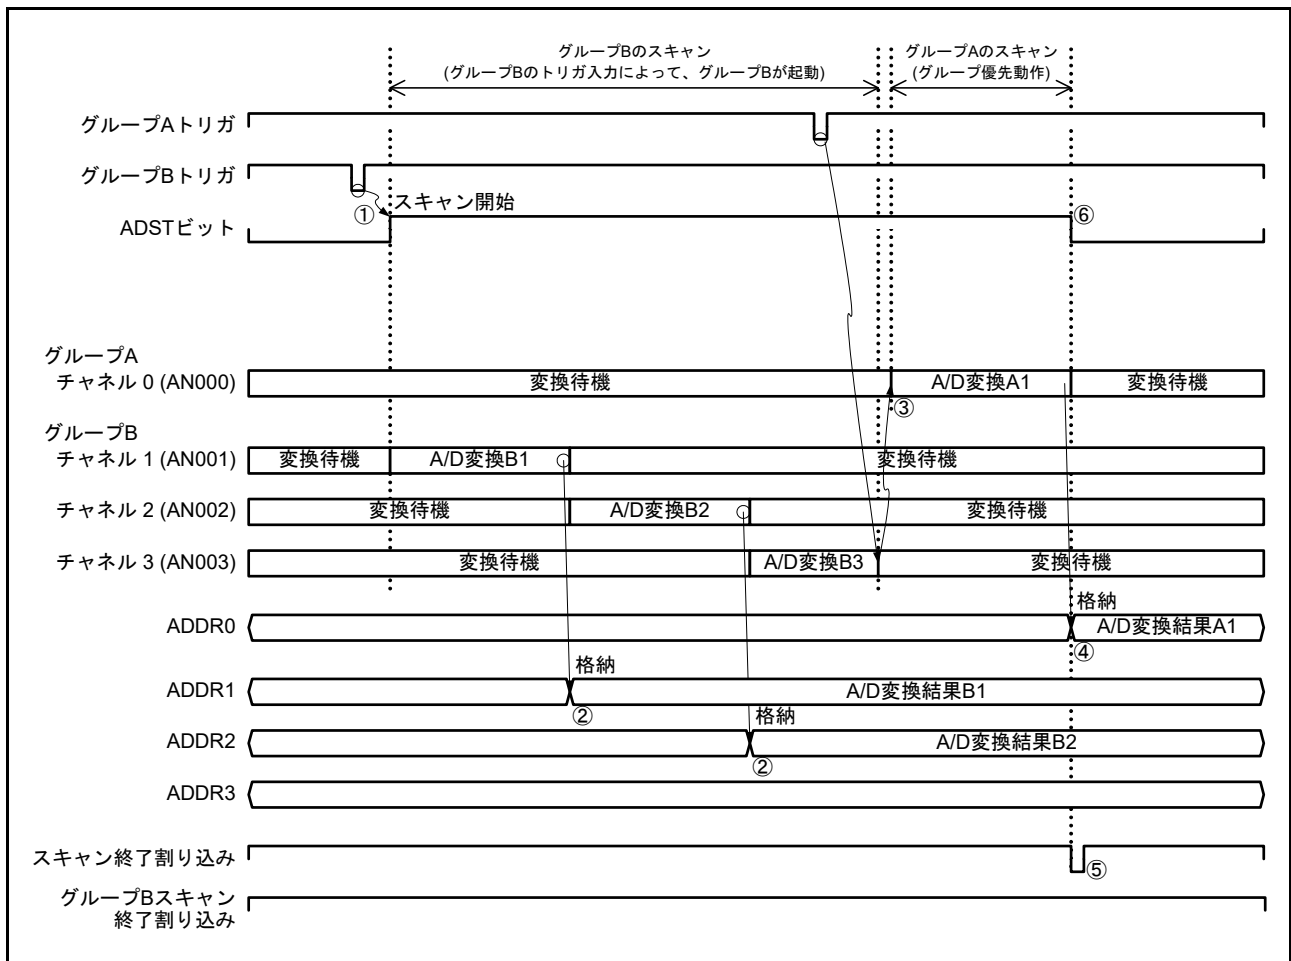 グループBのスキャン
(グループBのトリガ入力によって、グループBが起動)
グループAのスキャン
(グループ優先動作)
グループAトリガ
グループBトリガ
① スキャン開始
ADSTビット
⑥
グループA
チャネル 0 (AN000) 変換待機 A/D変換A1 変換待機
③
グループB
チャネル 1 (AN001) 変換待機 A/D変換B1 変換待機
チャネル 2 (AN002) 変換待機 A/D変換B2 変換待機
チャネル 3 (AN003) 変換待機 A/D変換B3 変換待機
格納
ADDR0 A/D変換結果A1
④
格納
ADDR1 A/D変換結果B1
②
格納
ADDR2 A/D変換結果B2
②
ADDR3
スキャン終了割り込み
⑤
グループBスキャン
終了割り込み